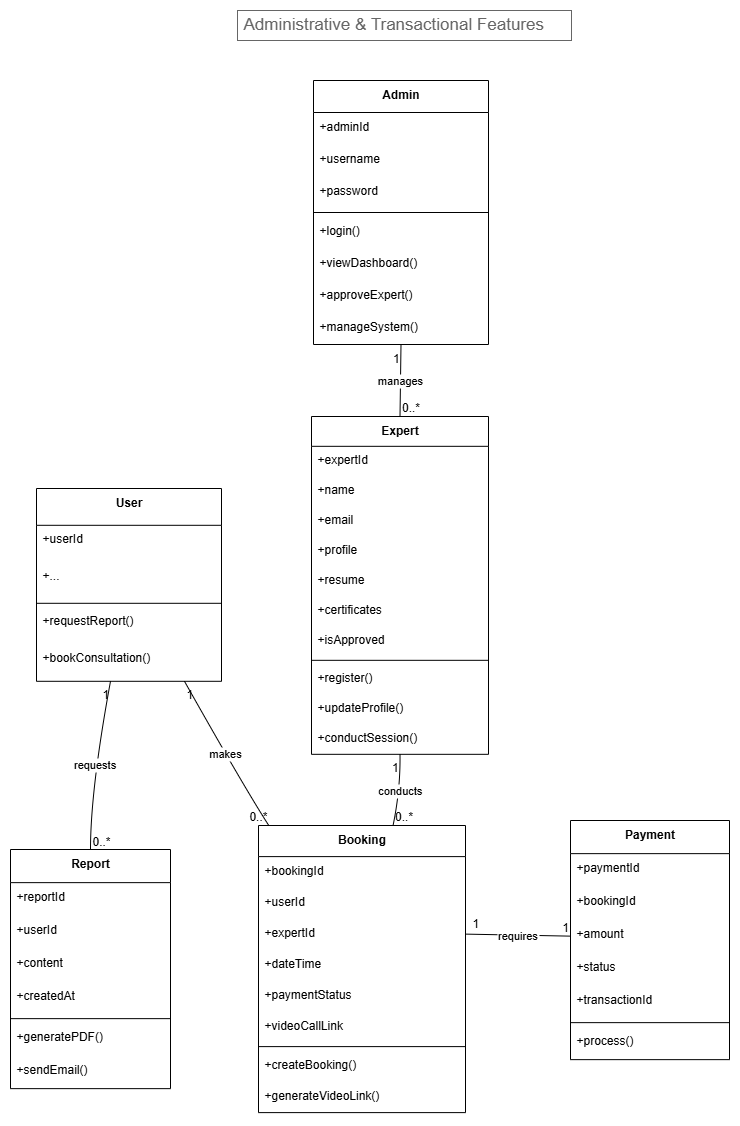 Administrative & Transactional Features
Admin
+adminId
+username
+password
+login()
+viewDashboard()
+approveExpert()
+manageSystem()
1
manages
0..*
Expert
+expertId
+name
+email
+profile
+resume
+certificates
+isApproved
+register()
+updateProfile()
+conductSession()
User
+userId
+...
+requestReport()
+bookConsultation()
1
requests
0..*
1
makes
0..*
1
conducts
0..*
Report
+reportId
+userId
+content
+createdAt
+generatePDF()
+sendEmail()
Booking
+bookingId
+userId
+expertId
+dateTime
+paymentStatus
+videoCallLink
+createBooking()
+generateVideoLink()
1
requires
1
Payment
+paymentId
+bookingId
+amount
+status
+transactionId
+process()